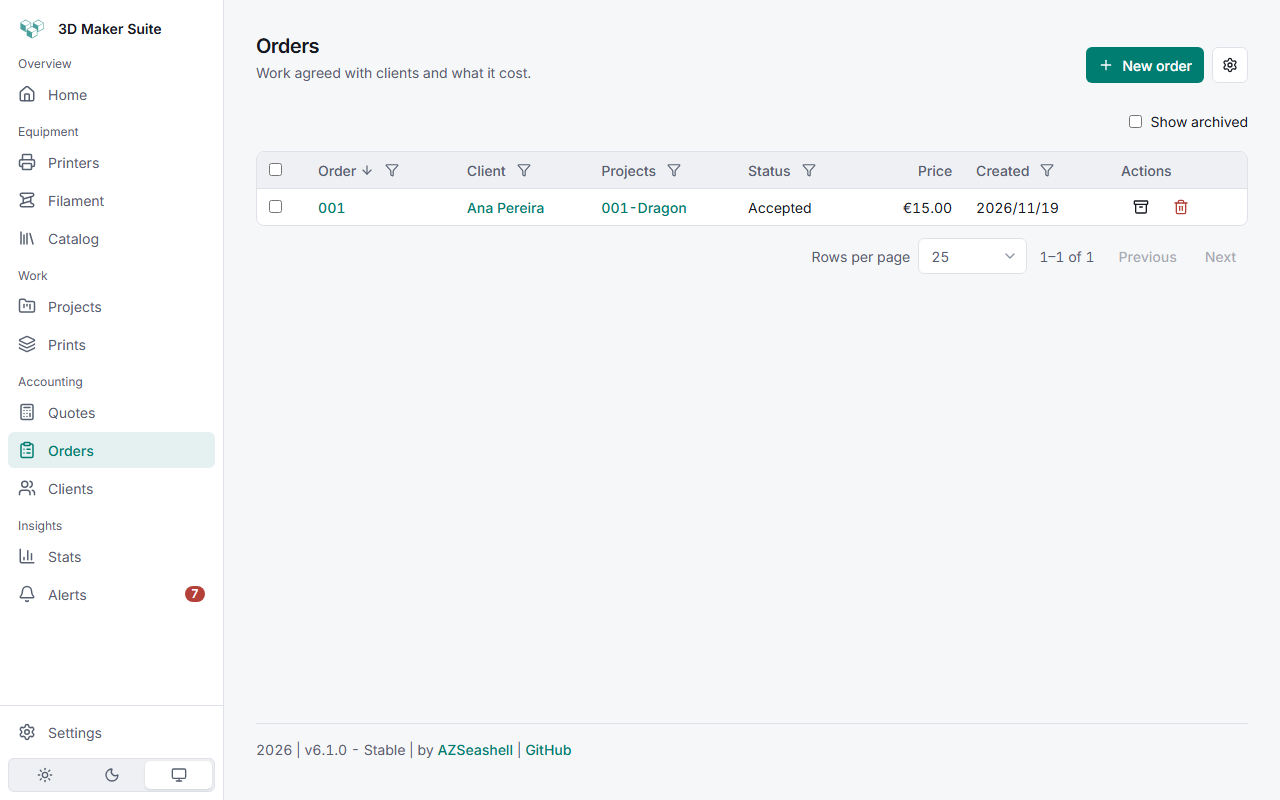 3D Maker Suite
Overview
Home
Equipment
Printers
Filament
Catalog
Work
Projects
Prints
Accounting
Quotes
Orders
Clients
Insights
Stats
Alerts 7
Settings
Orders
Work agreed with clients and what it cost.
New order
Show archived
Order Client Projects Status Price Created Actions
001 Ana Pereira 001-Dragon Accepted €15.00 2026/11/19
Rows per page 25 1–1 of 1 Previous Next
2026 | v6.1.0 - Stable | by AZSeashell | GitHub